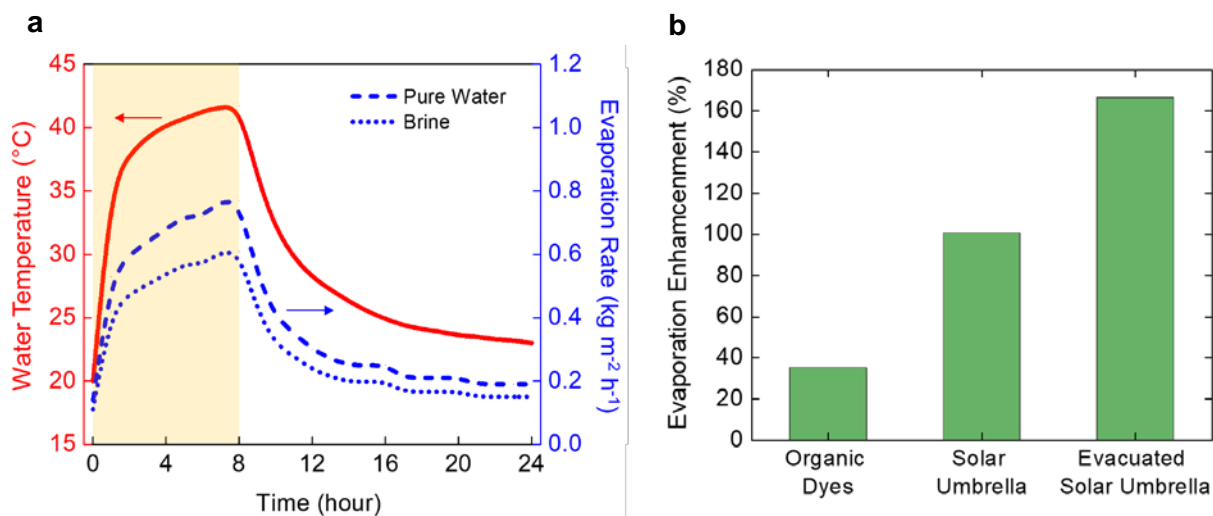 a
45
40
35
30
25
20
15
Water Temperature (°C)
Pure Water
Brine
1.2
1.0
0.8
0.6
0.4
0.2
0.0
Evaporation Rate (kg m⁻² h⁻¹)
0 4 8 12 16 20 24
Time (hour)
b
180
160
140
120
100
80
60
40
20
0
Evaporation Enhamcenment (%)
Organic
Dyes
Solar
Umbrella
Evacuated
Solar Umbrella